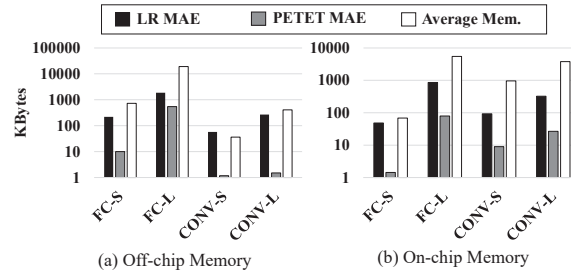 LR MAE PETET MAE Average Mem.
KBytes
100000
10000
1000
100
10
1
FC-S FC-L CONV-S CONV-L
(a) Off-chip Memory
10000
1000
100
10
1
FC-S FC-L CONV-S CONV-L
(b) On-chip Memory